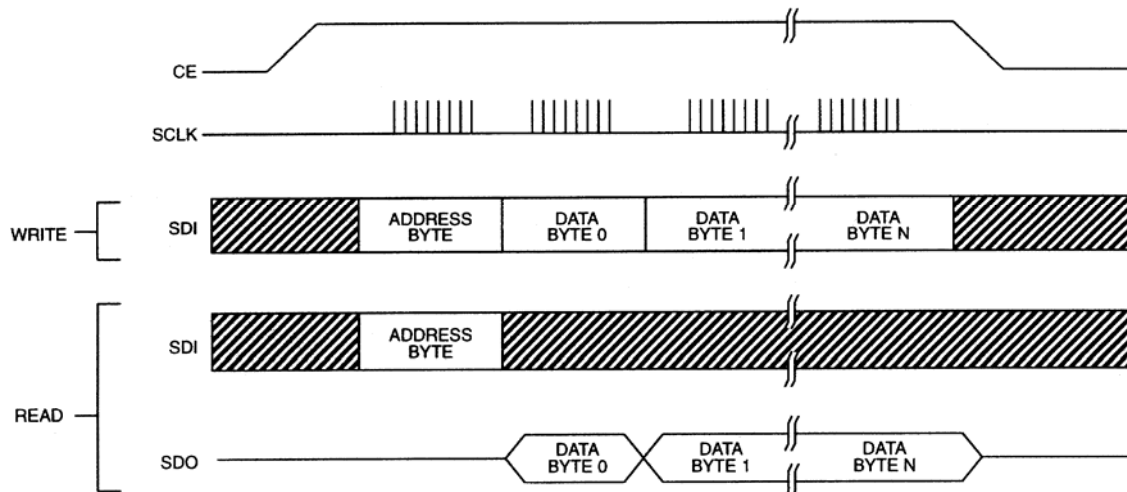 CE
SCLK
WRITE
SDI
ADDRESS
BYTE
DATA
BYTE 0
DATA
BYTE 1
DATA
BYTE N
READ
SDI
ADDRESS
BYTE
SDO
DATA
BYTE 0
DATA
BYTE 1
DATA
BYTE N